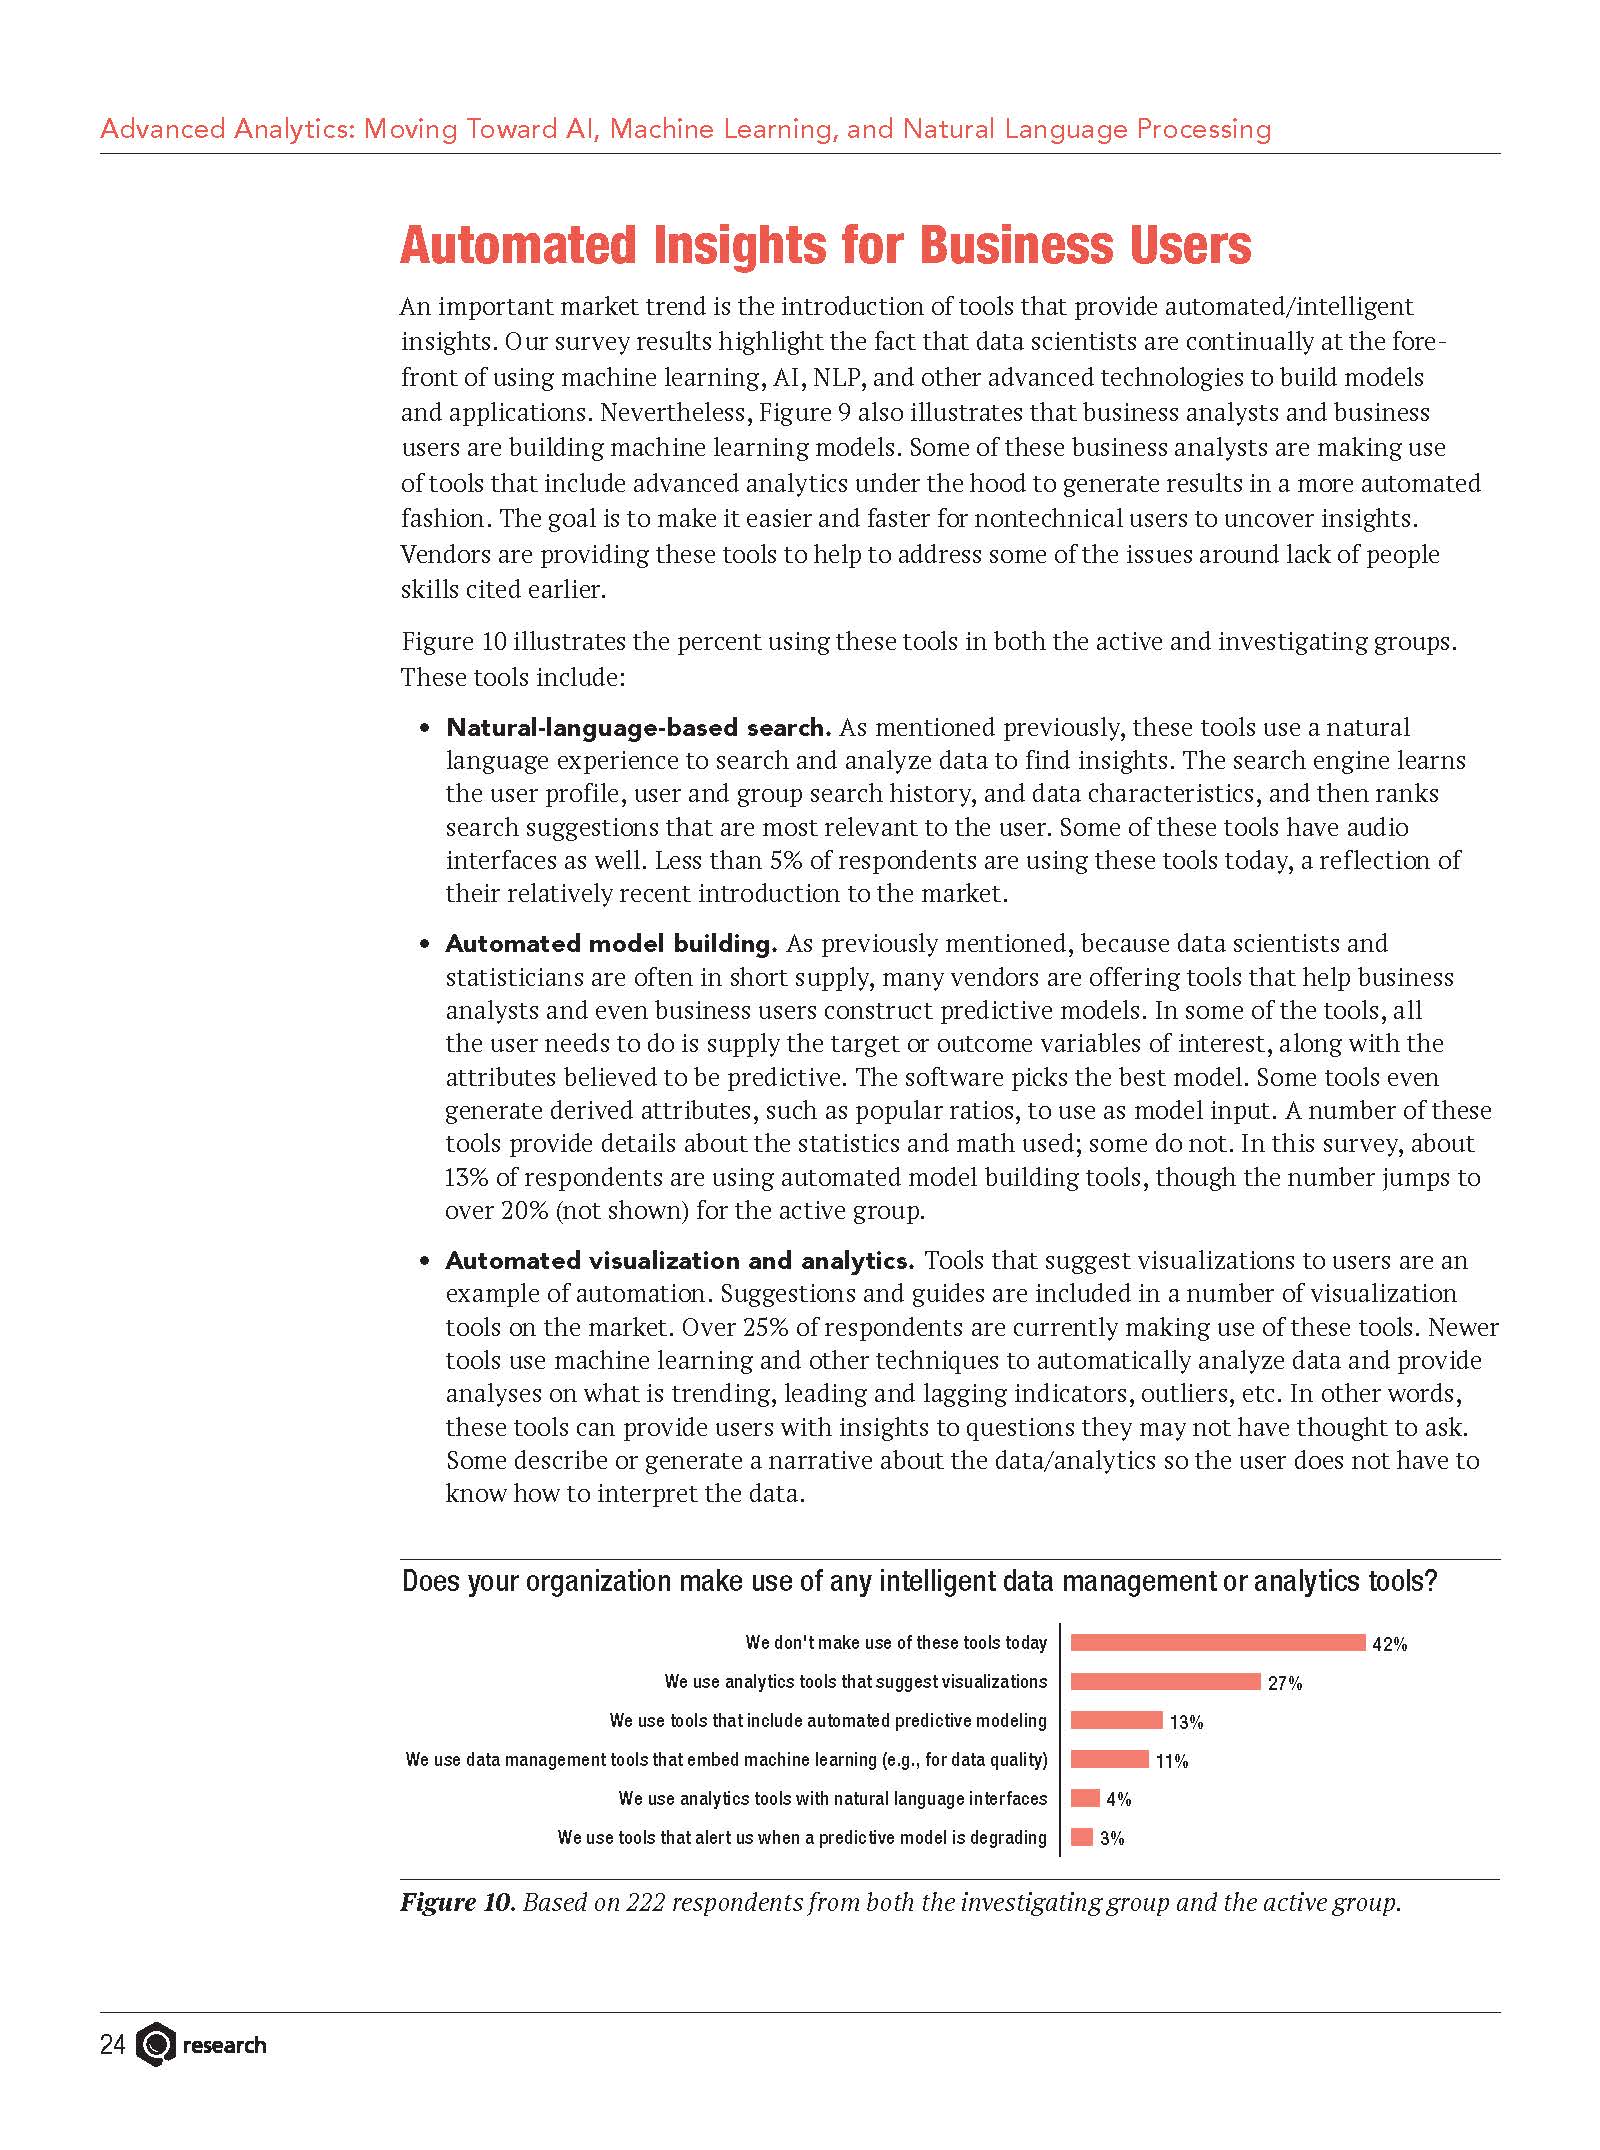 Advanced Analytics: Moving Toward AI, Machine Learning, and Natural Language Processing
Automated Insights for Business Users
An important market trend is the introduction of tools that provide automated/intelligent
insights. Our survey results highlight the fact that data scientists are continually at the fore-
front of using machine learning, AI, NLP, and other advanced technologies to build models
and applications. Nevertheless, Figure 9 also illustrates that business analysts and business
users are building machine learning models. Some of these business analysts are making use
of tools that include advanced analytics under the hood to generate results in a more automated
fashion. The goal is to make it easier and faster for nontechnical users to uncover insights.
Vendors are providing these tools to help to address some of the issues around lack of people
skills cited earlier.
Figure 10 illustrates the percent using these tools in both the active and investigating groups.
These tools include:
• Natural-language-based search. As mentioned previously, these tools use a natural
language experience to search and analyze data to find insights. The search engine learns
the user profile, user and group search history, and data characteristics, and then ranks
search suggestions that are most relevant to the user. Some of these tools have audio
interfaces as well. Less than 5% of respondents are using these tools today, a reflection of
their relatively recent introduction to the market.
• Automated model building. As previously mentioned, because data scientists and
statisticians are often in short supply, many vendors are offering tools that help business
analysts and even business users construct predictive models. In some of the tools, all
the user needs to do is supply the target or outcome variables of interest, along with the
attributes believed to be predictive. The software picks the best model. Some tools even
generate derived attributes, such as popular ratios, to use as model input. A number of these
tools provide details about the statistics and math used; some do not. In this survey, about
13% of respondents are using automated model building tools, though the number jumps to
over 20% (not shown) for the active group.
• Automated visualization and analytics. Tools that suggest visualizations to users are an
example of automation. Suggestions and guides are included in a number of visualization
tools on the market. Over 25% of respondents are currently making use of these tools. Newer
tools use machine learning and other techniques to automatically analyze data and provide
analyses on what is trending, leading and lagging indicators, outliers, etc. In other words,
these tools can provide users with insights to questions they may not have thought to ask.
Some describe or generate a narrative about the data/analytics so the user does not have to
know how to interpret the data.
Does your organization make use of any intelligent data management or analytics tools?
We don't make use of these tools today 42%
We use analytics tools that suggest visualizations 27%
We use tools that include automated predictive modeling 13%
We use data management tools that embed machine learning (e.g., for data quality) 11%
We use analytics tools with natural language interfaces 4%
We use tools that alert us when a predictive model is degrading 3%
Figure 10. Based on 222 respondents from both the investigating group and the active group.
24 research